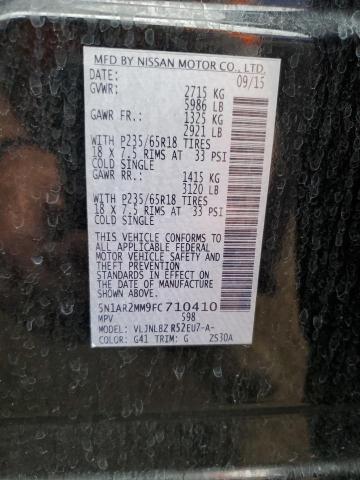 MFD BY NISSAN MOTOR CO., LTD.
DATE: 09/15
GVWR: 2715 KG
5986 LB
GAWR FR.: 1325 KG
2921 LB
WITH P235/65R18 TIRES
18 X 7.5 RIMS AT 33 PSI
COLD SINGLE
GAWR RR.: 1415 KG
3120 LB
WITH P235/65R18 TIRES
18 X 7.5 RIMS AT 33 PSI
COLD SINGLE
THIS VEHICLE CONFORMS TO
ALL APPLICABLE FEDERAL
MOTOR VEHICLE SAFETY
STANDARDS IN EFFECT ON
THE DATE OF MANUFACTURE
SHOWN ABOVE.
5N1AR2MM9FC710410
MPV 598
MODEL: VLJNLBZ R52EU7-A-
COLOR: G41 TRIM: G ZS30A